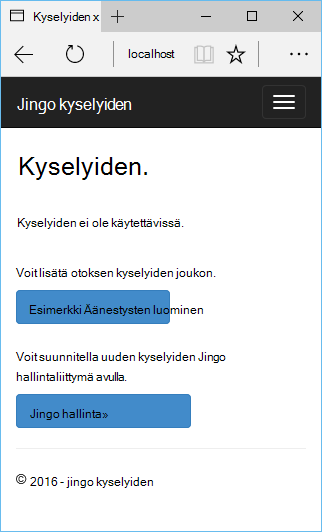 Kyselyiden x
localhost
Jingo kyselyiden
Kyselyiden.
Kyselyiden ei ole käytettävissä.
Voit lisätä otoksen kyselyiden joukon.
Esimerkki Äänestysten luominen
Voit suunnitella uuden kyselyiden Jingo
hallintaliittymä avulla.
Jingo hallinta»
© 2016 - jingo kyselyiden